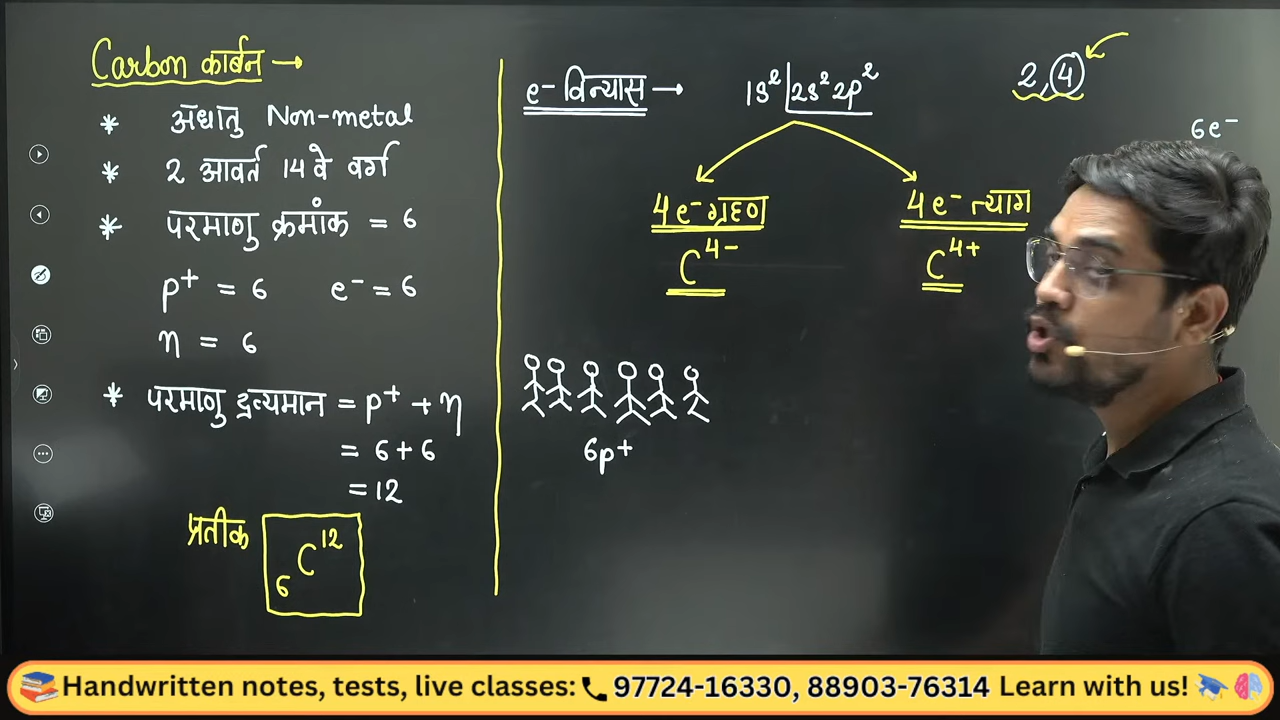 Carbon कार्बन →
* अधातु Non-metal
* 2 आवर्त 14 वे वर्ग
* परमाणु क्रमांक = 6
p+ = 6 e- = 6
n = 6
* परमाणु द्रव्यमान = p+ + n
= 6 + 6
= 12
प्रतीक 6C12
e- विन्यास → 1s² 2s² 2p²
2, 4
6e-
4e- ग्रहण
C4-
4e- त्याग
C4+
6p+
Handwritten notes, tests, live classes: 97724-16330, 88903-76314 Learn with us!